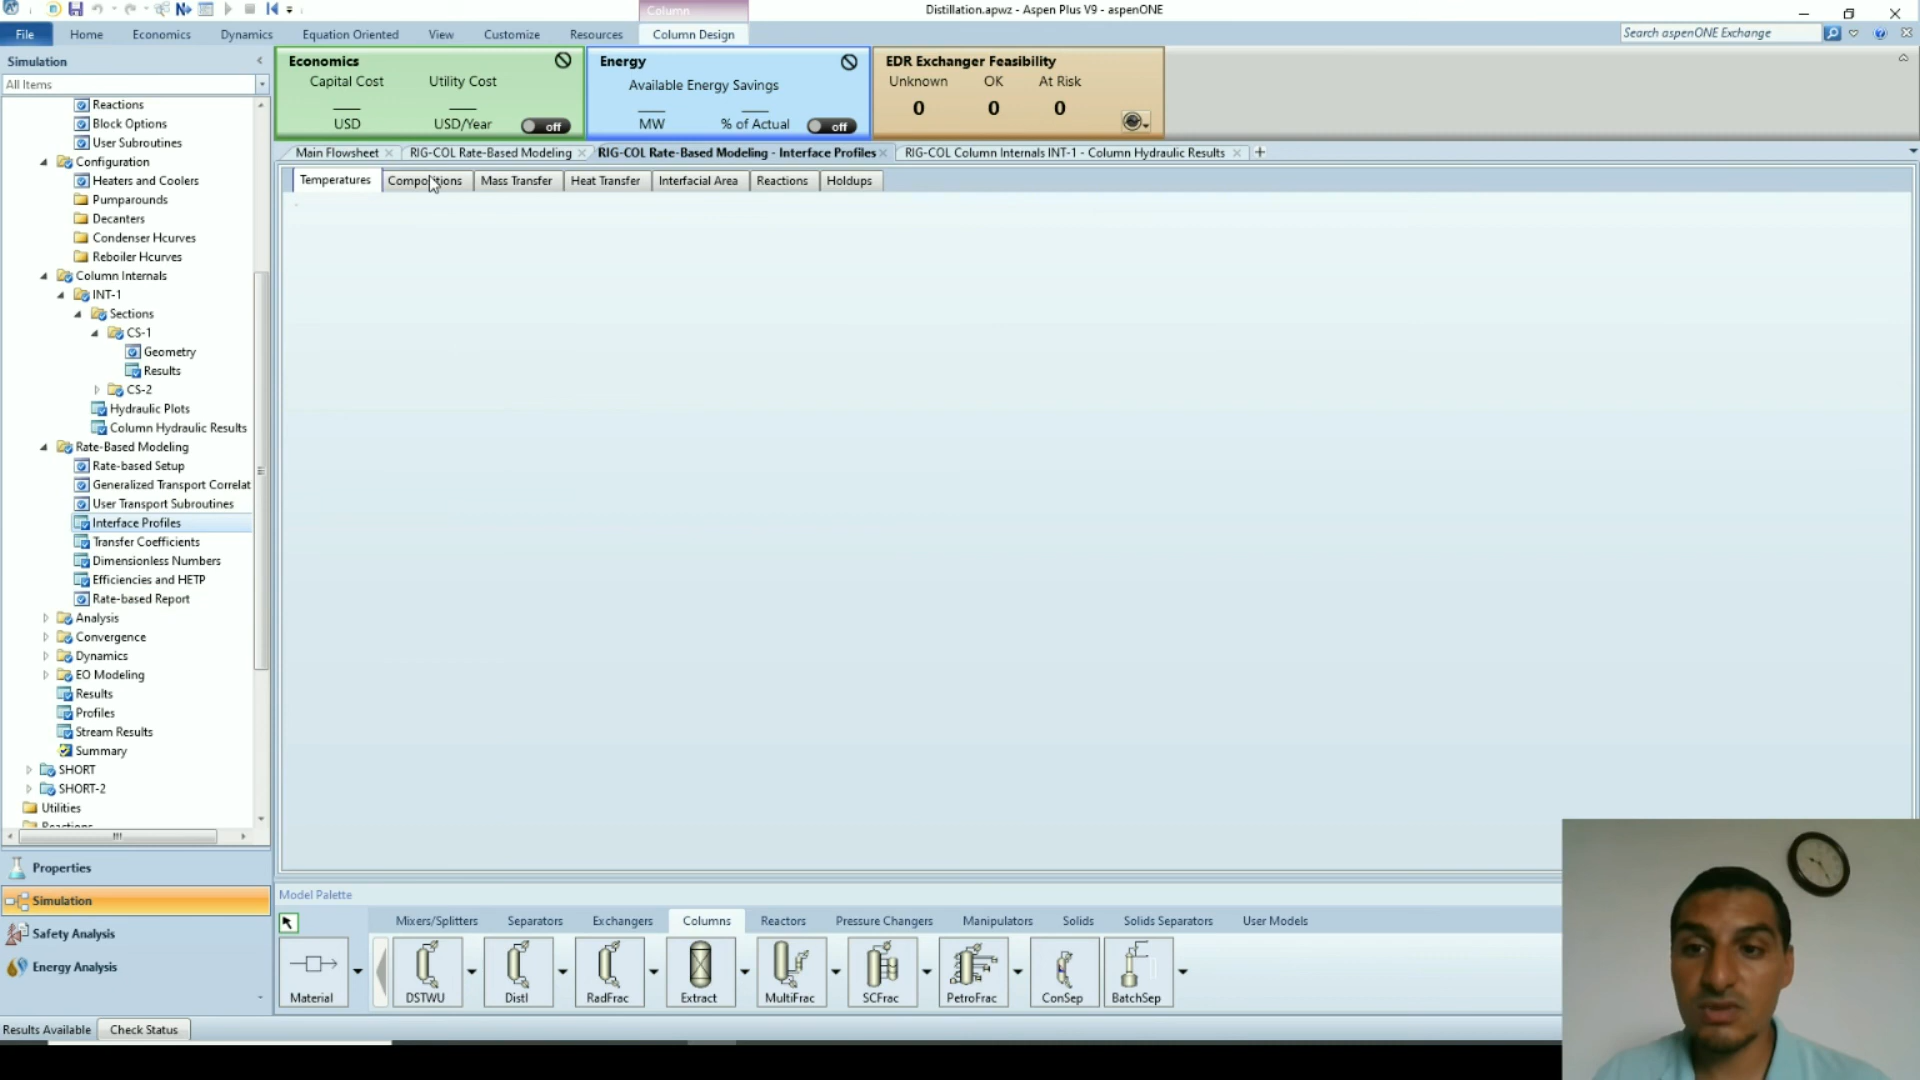 Column
Distillation.apwz - Aspen Plus V9 - aspenONE
File Home Economics Dynamics Equation Oriented View Customize Resources Column Design
Search aspenONE Exchange
Simulation
All Items
Reactions
Block Options
User Subroutines
Configuration
Heaters and Coolers
Pumparounds
Decanters
Condenser Hcurves
Reboiler Hcurves
Column Internals
INT-1
Sections
CS-1
Geometry
Results
CS-2
Hydraulic Plots
Column Hydraulic Results
Rate-Based Modeling
Rate-based Setup
Generalized Transport Correlat
User Transport Subroutines
Interface Profiles
Transfer Coefficients
Dimensionless Numbers
Efficiencies and HETP
Rate-based Report
Analysis
Convergence
Dynamics
EO Modeling
Results
Profiles
Stream Results
Summary
SHORT
SHORT-2
Utilities
Reactions
Properties
Simulation
Safety Analysis
Energy Analysis
Economics
Capital Cost Utility Cost
USD USD/Year off
Energy
Available Energy Savings
MW % of Actual off
EDR Exchanger Feasibility
Unknown OK At Risk
0 0 0
Main Flowsheet RIG-COL Rate-Based Modeling RIG-COL Rate-Based Modeling - Interface Profiles RIG-COL Column Internals INT-1 - Column Hydraulic Results +
Temperatures Compositions Mass Transfer Heat Transfer Interfacial Area Reactions Holdups
Model Palette
Mixers/Splitters Separators Exchangers Columns Reactors Pressure Changers Manipulators Solids Solids Separators User Models
Material DSTWU Distl RadFrac Extract MultiFrac SCFrac PetroFrac ConSep BatchSep
Results Available Check Status